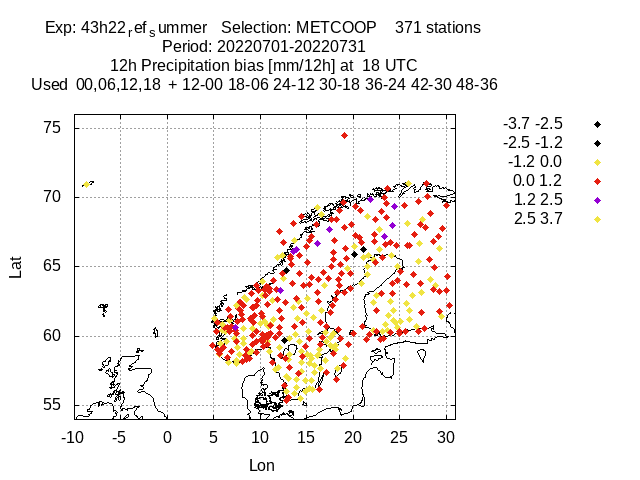 Exp: 43h22_ref_summer   Selection: METCOOP    371 stations
Period: 20220701-20220731
12h Precipitation bias [mm/12h] at  18 UTC
Used  00,06,12,18  + 12-00 18-06 24-12 30-18 36-24 42-30 48-36
-3.7 -2.5
-2.5 -1.2
-1.2 0.0
0.0 1.2
1.2 2.5
2.5 3.7
75
70
65
60
55
Lat
-10 -5 0 5 10 15 20 25 30
Lon